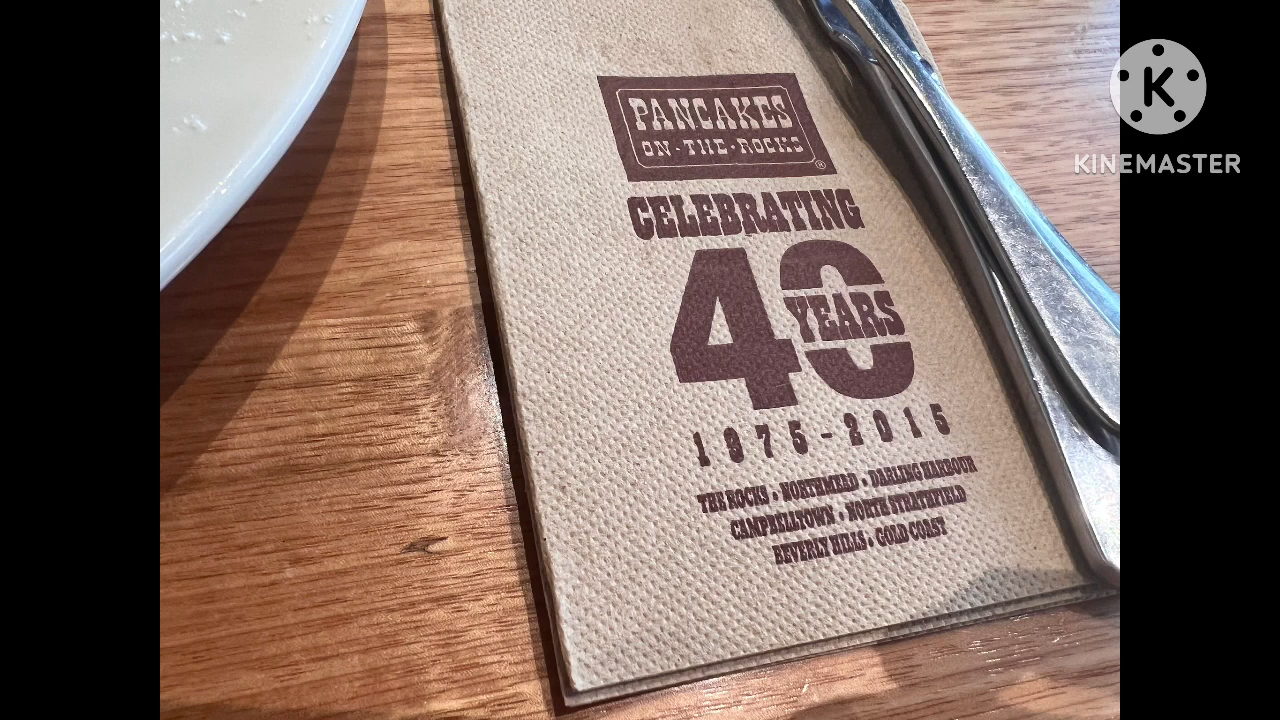 PANCAKES
ON·THE·ROCKS
®
CELEBRATING
40
YEARS
1975-2015
THE ROCKS • NORTHMEAD • DARLING HARBOUR
CAMPBELLTOWN • NORTH STRATHFIELD
BEVERLY HILLS • GOLD COAST
K
KINEMASTER